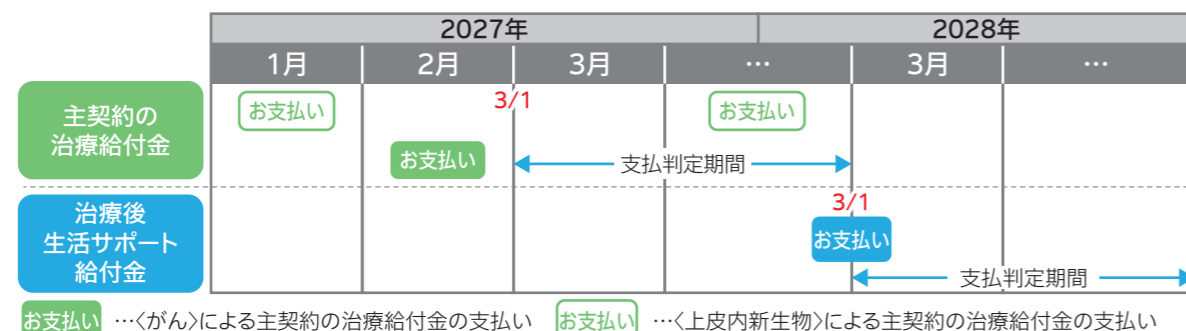 2027年 2028年
1月 2月 3月 … 3月 …
主契約の
治療給付金
お支払い 3/1 お支払い
お支払い 支払判定期間
治療後
生活サポート
給付金
3/1
お支払い
支払判定期間
お支払い …〈がん〉による主契約の治療給付金の支払い お支払い …〈上皮内新生物〉による主契約の治療給付金の支払い